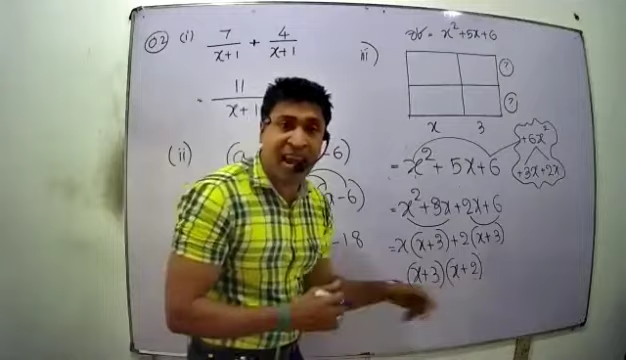 02 (i) 7/x+1 + 4/x+1
= 11/x+1
(ii)
-6)
x-6)
-18
iii)
= x²+5x+6
?
?
x 3
= x²+5x+6
+6x²
+3x+2x
= x²+3x+2x+6
= x(x+3)+2(x+3)
(x+3)(x+2)